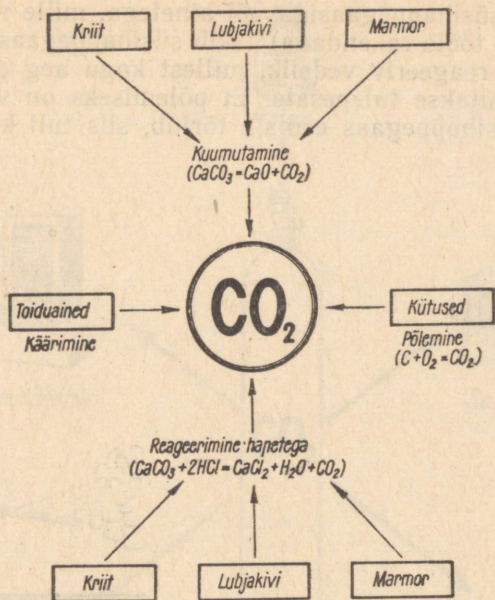 Kriit
Lubjakivi
Marmor
Kuumutamine
(CaCO₃=CaO+CO₂)
CO₂
Toiduained
Käärimine
Kütused
Põlemine
(C+O₂=CO₂)
Reageerimine hapetega
(CaCO₃+2HCl=CaCl₂+H₂O+CO₂)
Kriit
Lubjakivi
Marmor